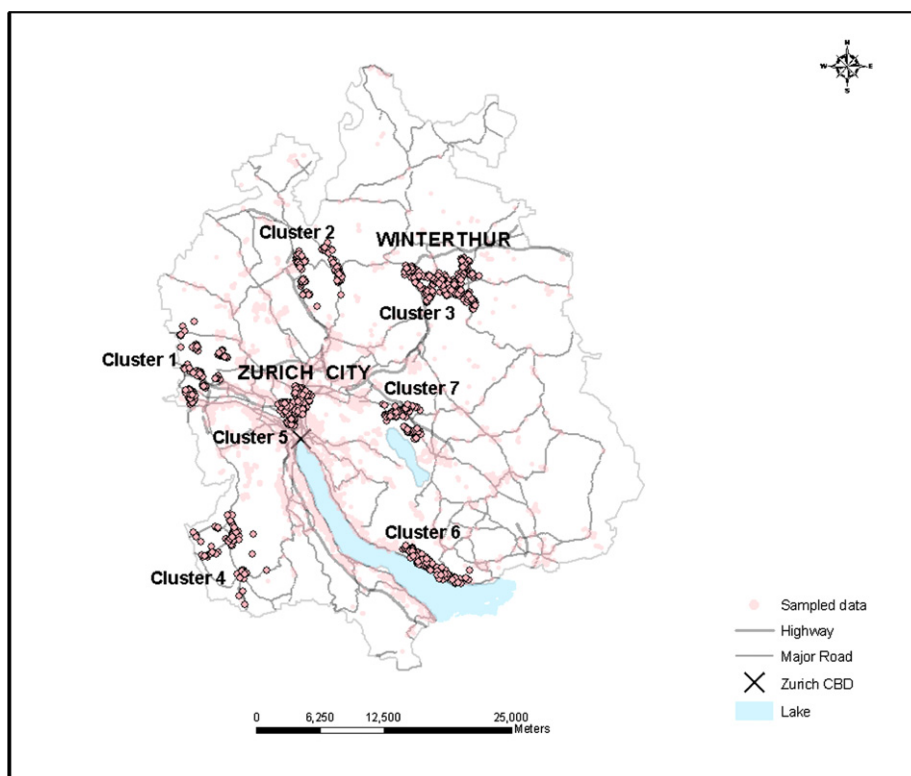 N
W E
S
Cluster 2
WINTERTHUR
Cluster 3
Cluster 1
ZURICH CITY
Cluster 7
Cluster 5
Cluster 6
Cluster 4
Sampled data
Highway
Major Road
Zurich CBD
Lake
0 6,250 12,500 25,000
Meters